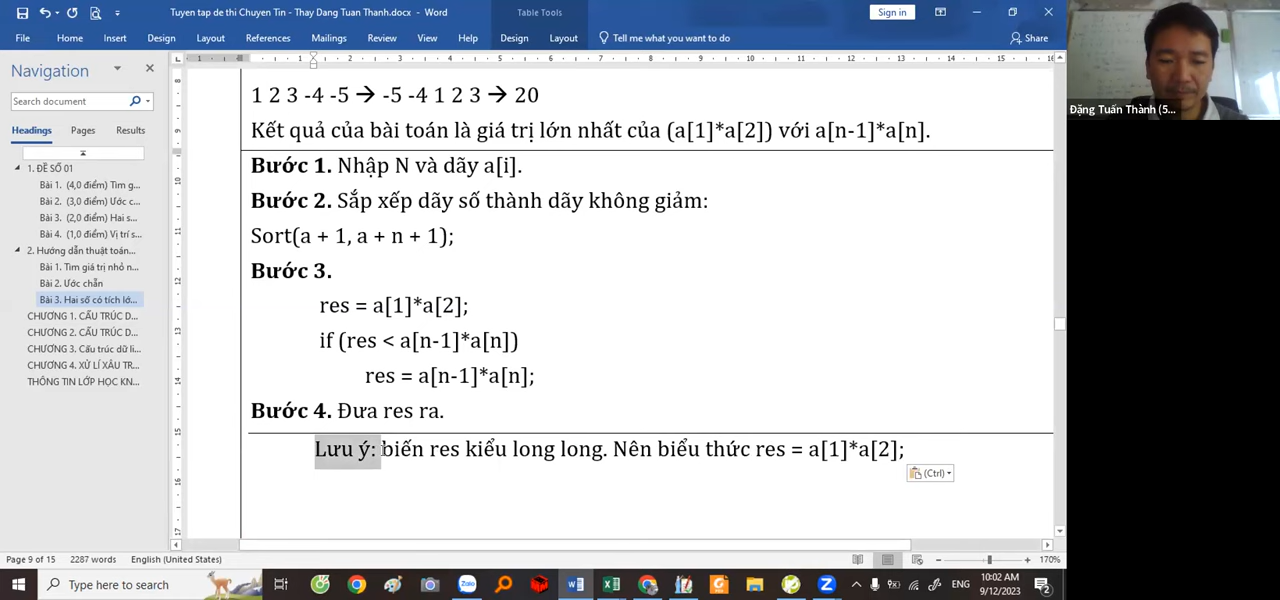 Tuyen tap de thi Chuyen Tin - Thay Dang Tuan Thanh.docx - Word
Table Tools
Sign in
File Home Insert Design Layout References Mailings Review View Help Design Layout Tell me what you want to do Share
Navigation
Search document
Headings Pages Results
1. ĐỀ SỐ 01
Bài 1. (4,0 điểm) Tìm g...
Bài 2. (3,0 điểm) Ước c...
Bài 3. (2,0 điểm) Hai s...
Bài 4. (1,0 điểm) Vị trí s...
2. Hướng dẫn thuật toán...
Bài 1. Tìm giá trị nhỏ n...
Bài 2. Ước chẵn
Bài 3. Hai số có tích lớ...
CHƯƠNG 1. CẤU TRÚC D...
CHƯƠNG 2. CẤU TRÚC D...
CHƯƠNG 3. Cấu trúc dữ li...
CHƯƠNG 4. XỬ LÍ XÂU TR...
THÔNG TIN LỚP HỌC KN...
1 2 3 -4 -5 → -5 -4 1 2 3 → 20
Kết quả của bài toán là giá trị lớn nhất của (a[1]*a[2]) với a[n-1]*a[n].
Bước 1. Nhập N và dãy a[i].
Bước 2. Sắp xếp dãy số thành dãy không giảm:
Sort(a + 1, a + n + 1);
Bước 3.
res = a[1]*a[2];
if (res < a[n-1]*a[n])
res = a[n-1]*a[n];
Bước 4. Đưa res ra.
Lưu ý: biến res kiểu long long. Nên biểu thức res = a[1]*a[2];
(Ctrl)
Đặng Tuấn Thành (5...
Page 9 of 15 2287 words English (United States)
170%
Type here to search
ENG
10:02 AM
9/12/2023
2